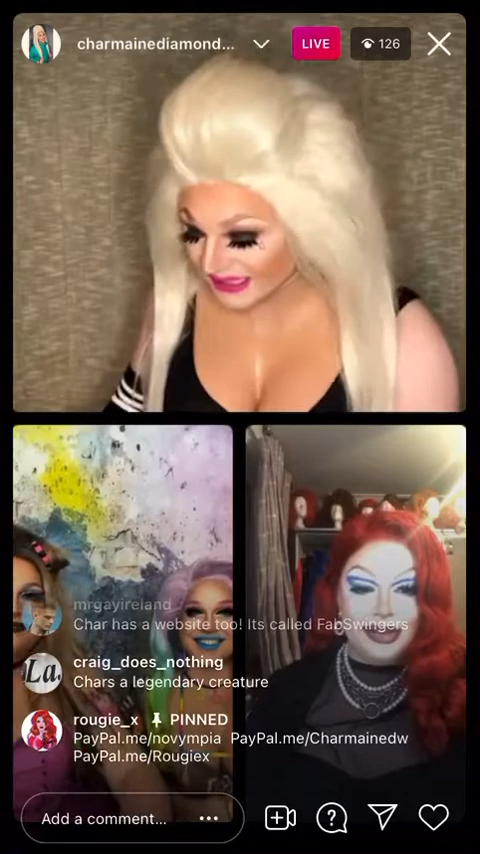 charmainediamond...
LIVE
126
mrgayireland
Char has a website too! Its called FabSwingers
La.
craig_does_nothing
Chars a legendary creature
rougie_x PINNED
PayPal.me/novympia PayPal.me/Charmainedw
PayPal.me/Rougiex
Add a comment...